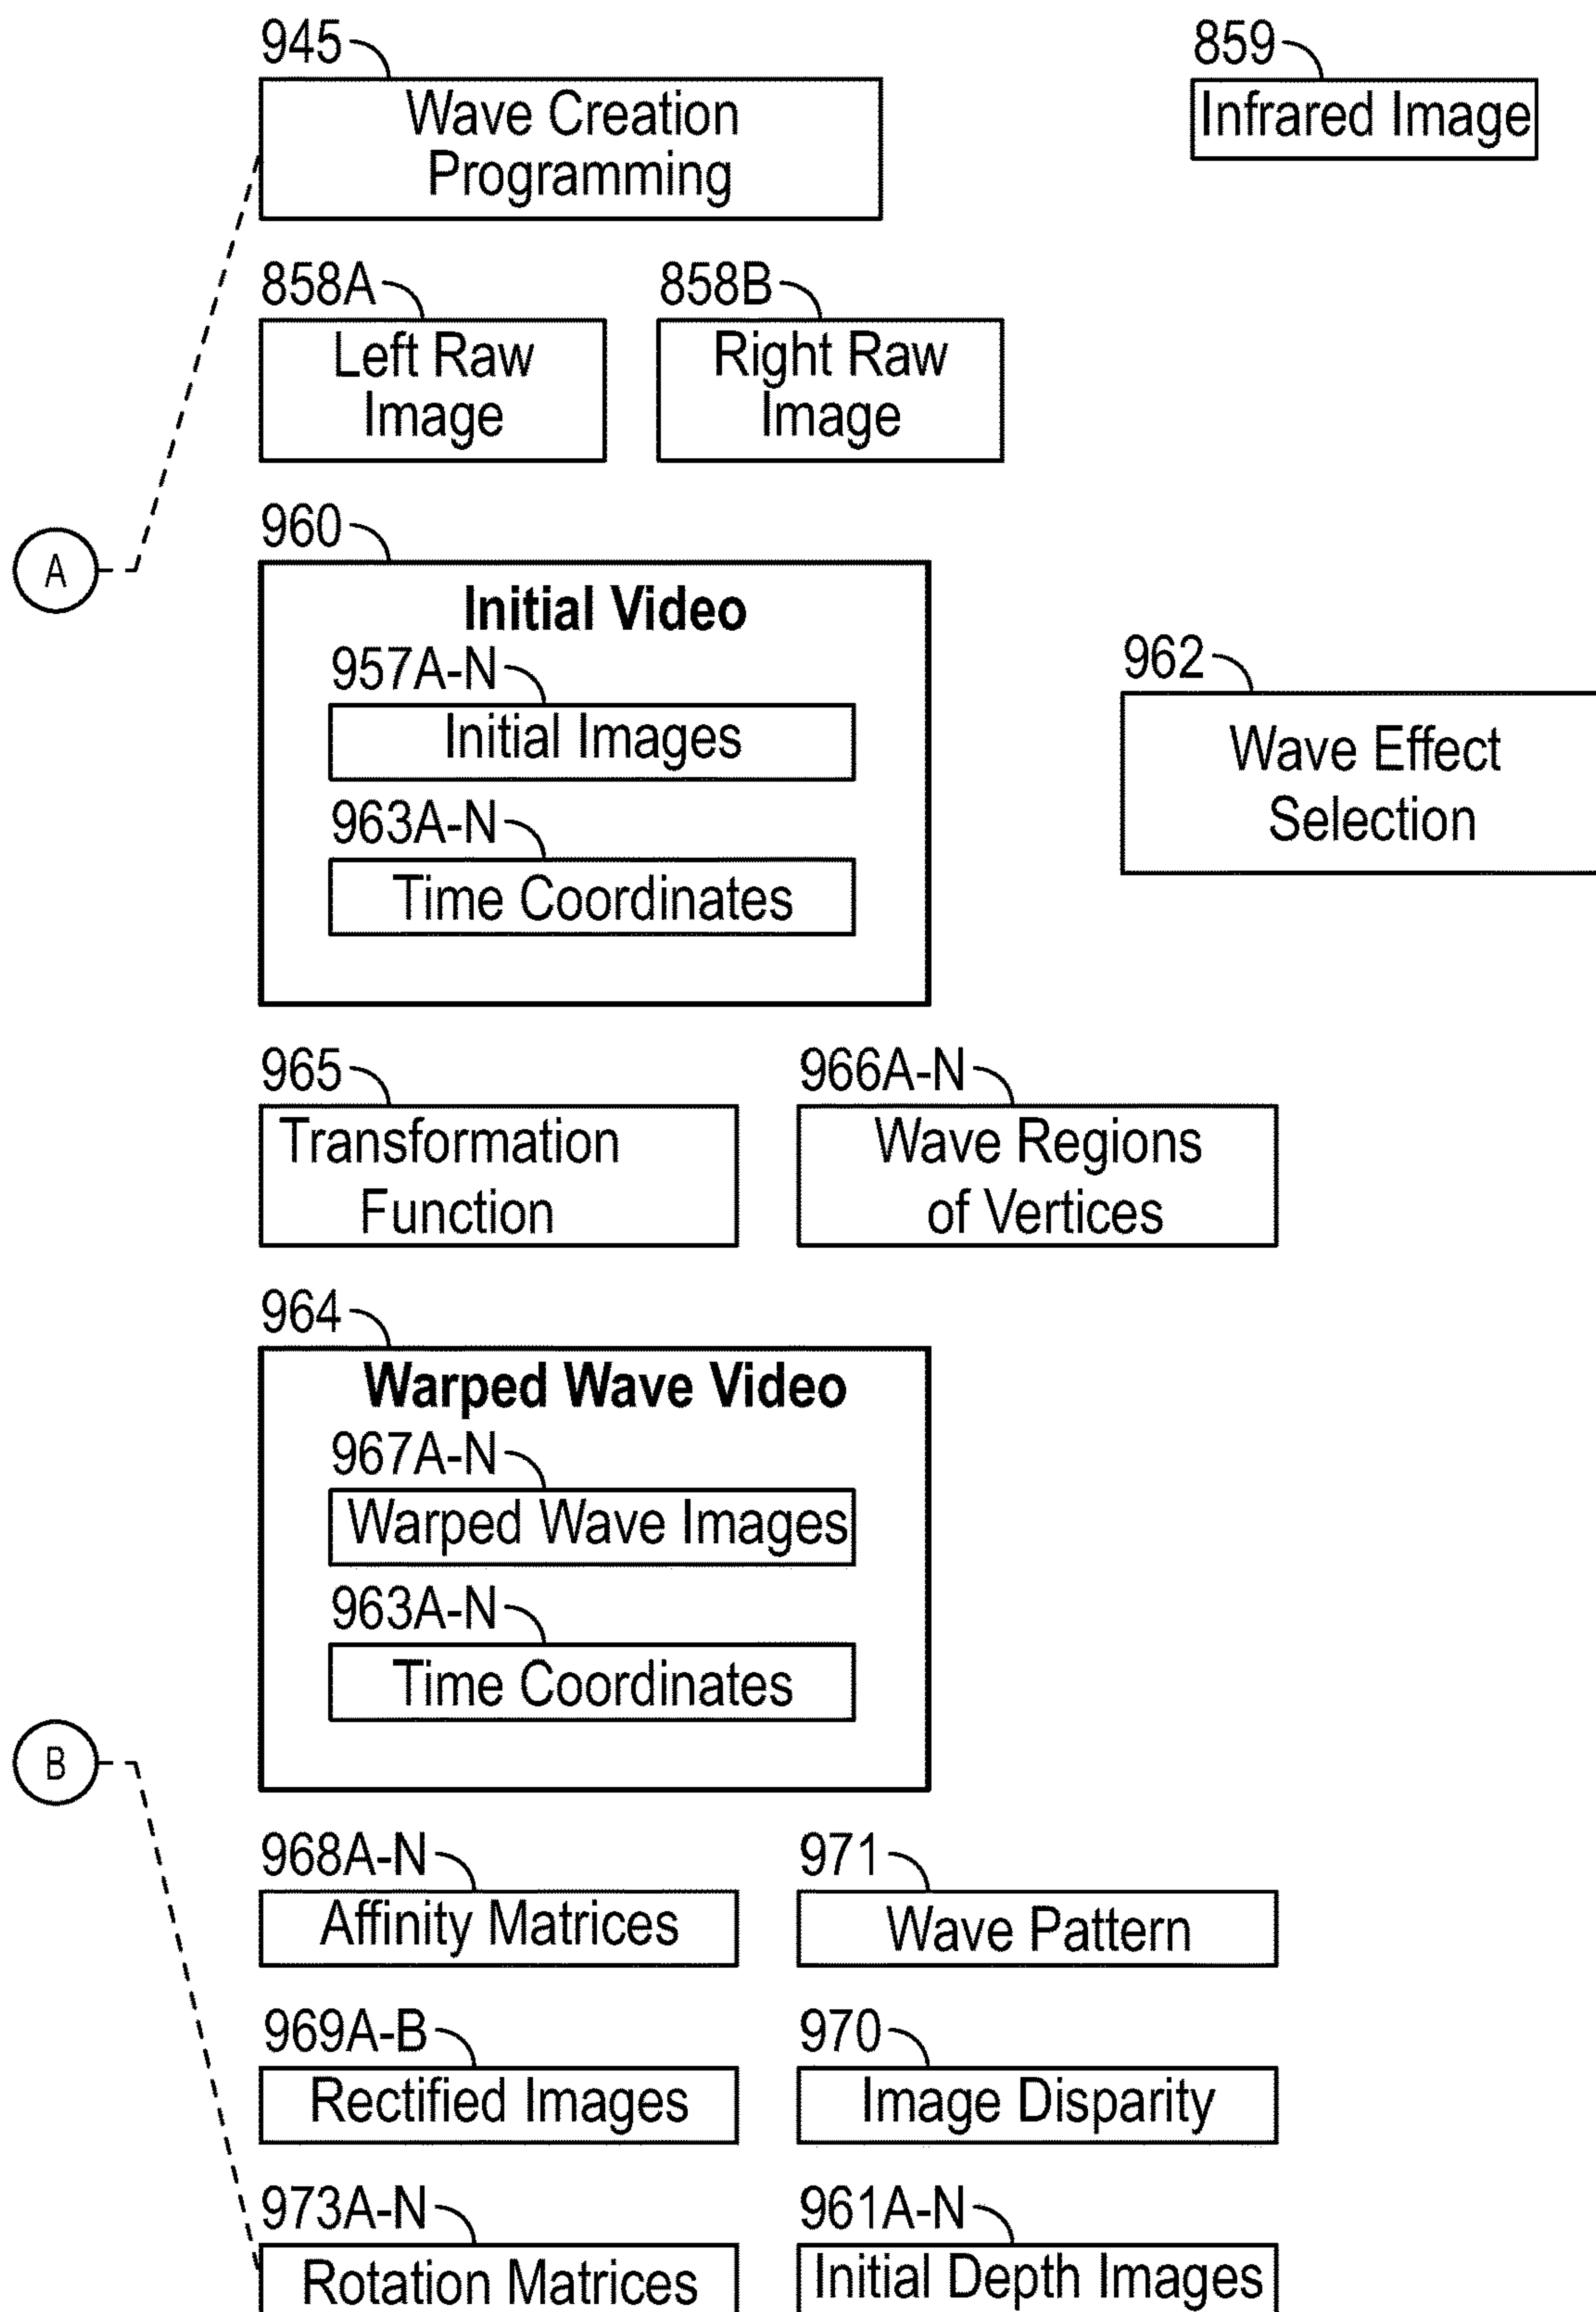 945
Wave Creation
Programming
859
Infrared Image
858A
Left Raw
Image
858B
Right Raw
Image
A
960
Initial Video
957A-N
Initial Images
963A-N
Time Coordinates
962
Wave Effect
Selection
965
Transformation
Function
966A-N
Wave Regions
of Vertices
964
Warped Wave Video
967A-N
Warped Wave Images
963A-N
Time Coordinates
B
968A-N
Affinity Matrices
971
Wave Pattern
969A-B
Rectified Images
970
Image Disparity
973A-N
Rotation Matrices
961A-N
Initial Depth Images